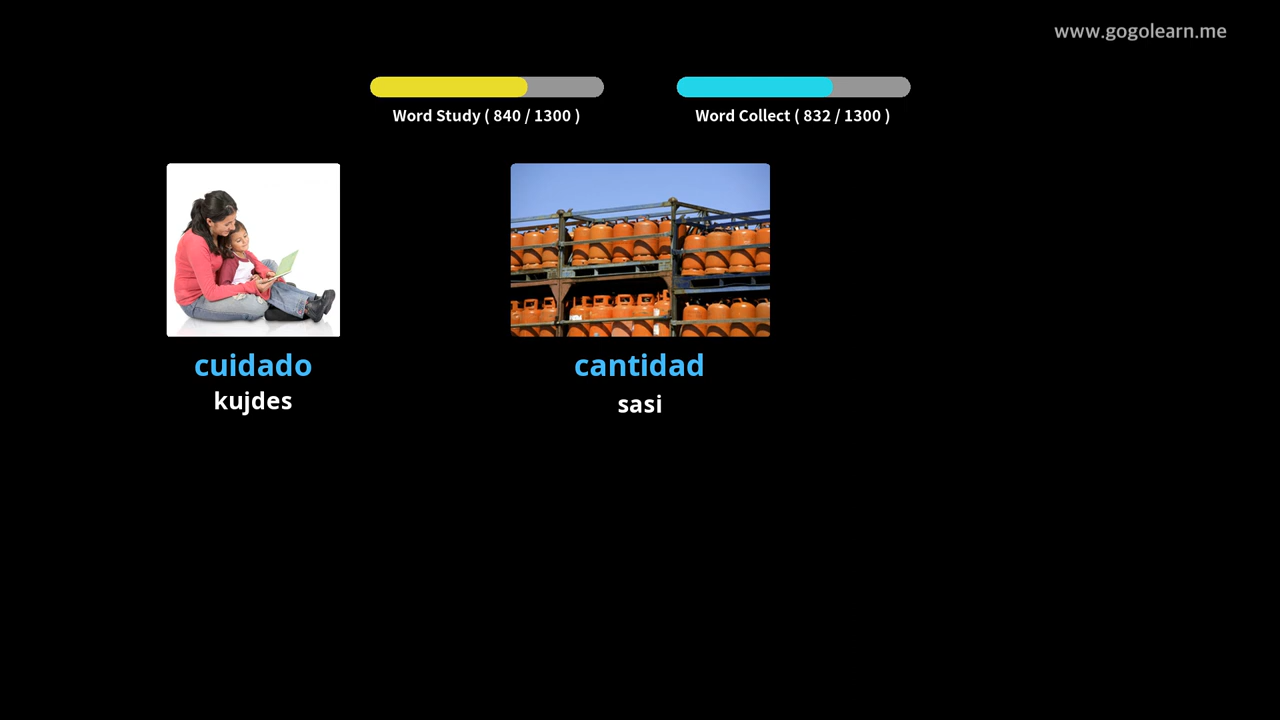 www.gogolearn.me
Word Study ( 840 / 1300 )
Word Collect ( 832 / 1300 )
cuidado
kujdes
cantidad
sasi